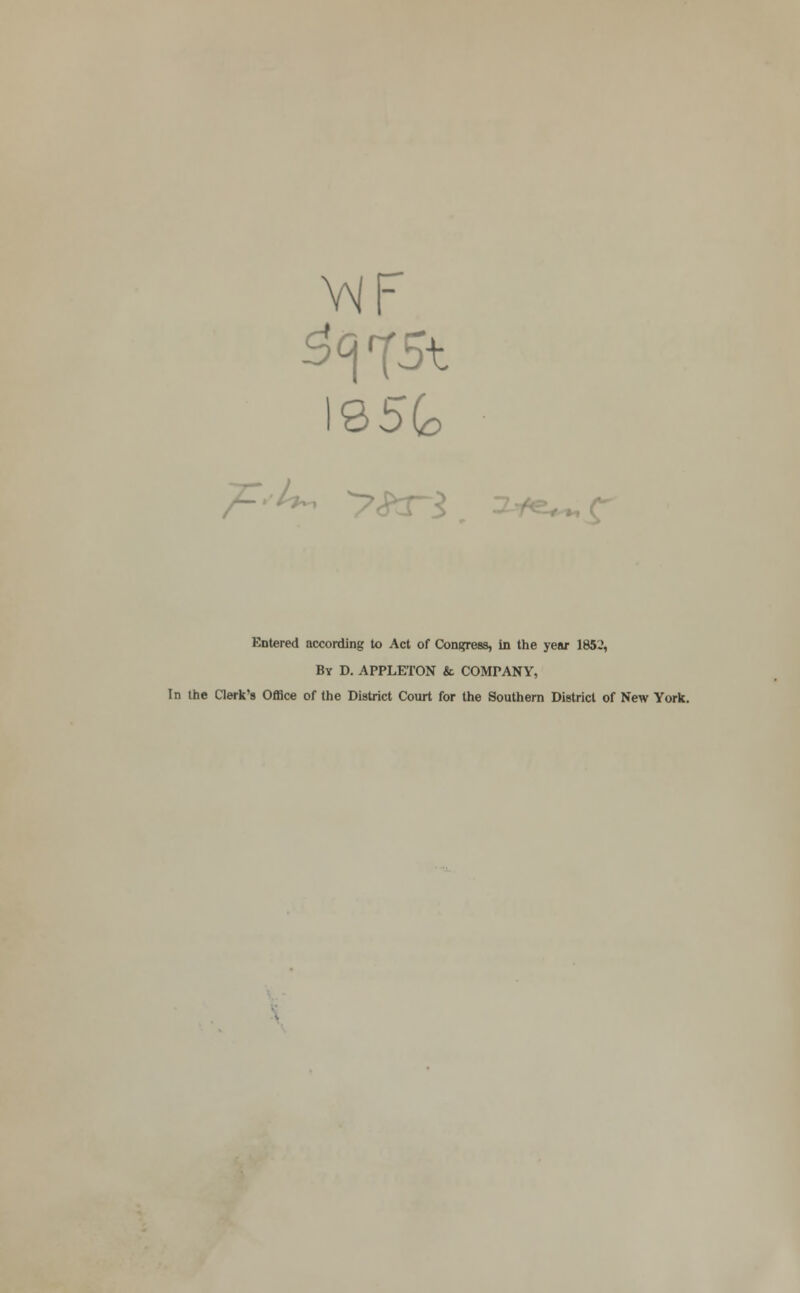 WF
S975t
1856
Entered according to Act of Congress, in the year 1852,
By D. APPLETON & COMPANY,
In the Clerk's Office of the District Court for the Southern District of New York.